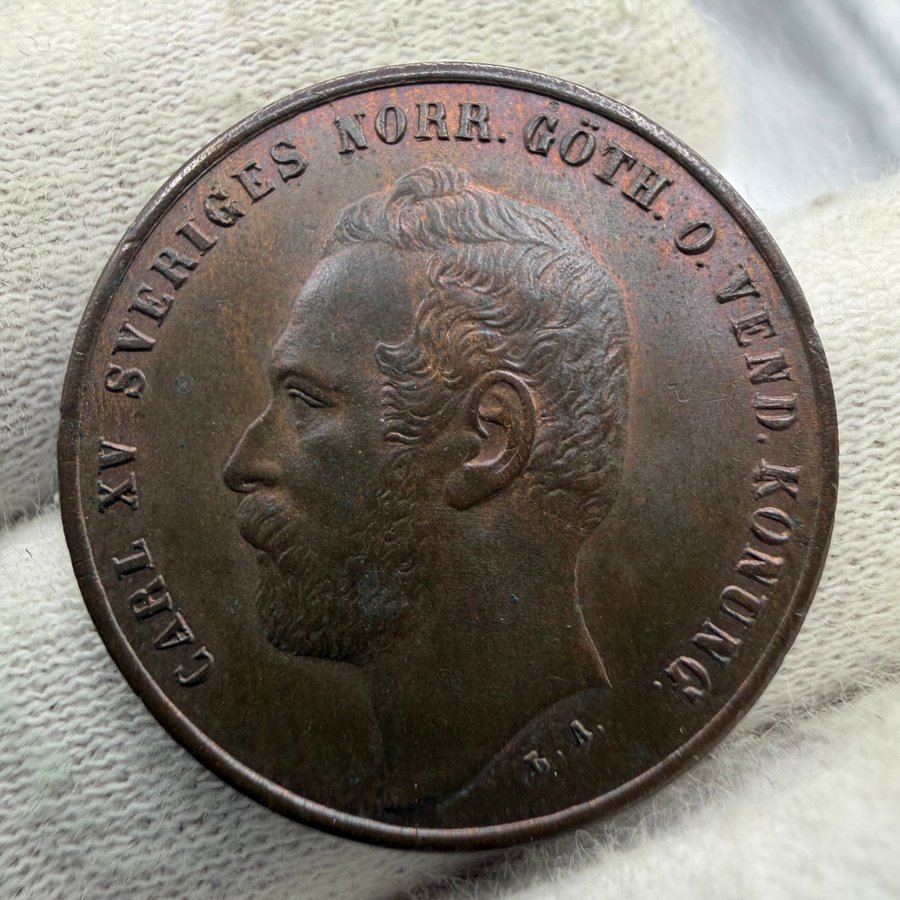 CARL XV SVERIGES NORR. GÖTH. O. VEND. KONUNG.
L. A.